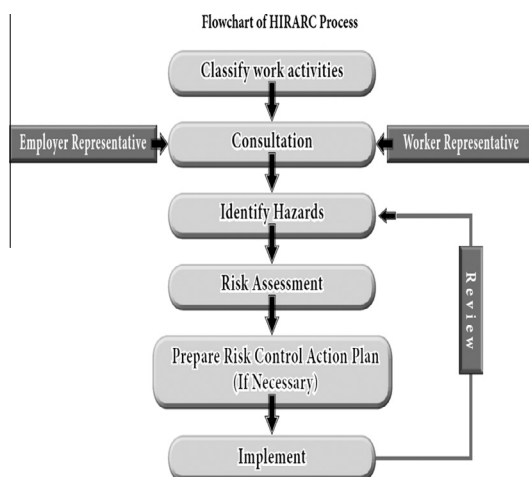 Flowchart of HIRARC Process
Classify work activities
Employer Representative
Consultation
Worker Representative
Identify Hazards
Risk Assessment
Review
Prepare Risk Control Action Plan
(If Necessary)
Implement